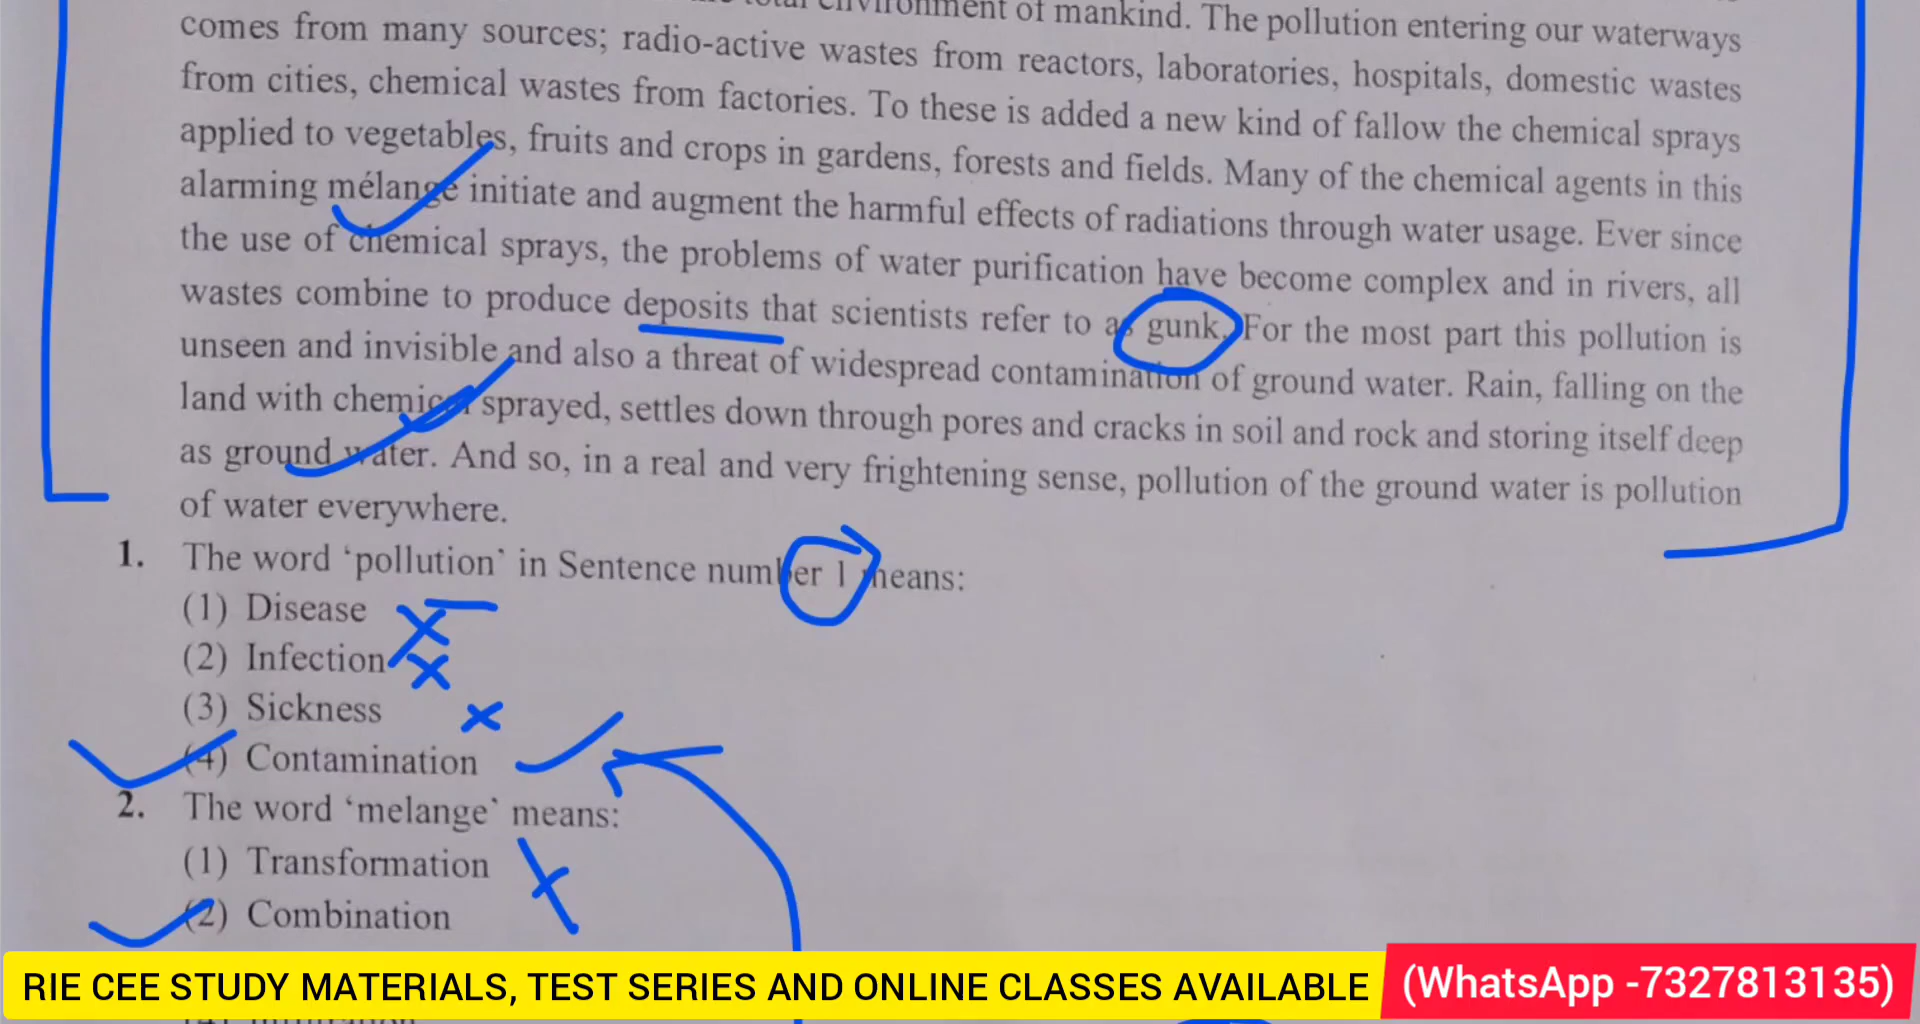 environment of mankind. The pollution entering our waterways
comes from many sources; radio-active wastes from reactors, laboratories, hospitals, domestic wastes
from cities, chemical wastes from factories. To these is added a new kind of fallow the chemical sprays
applied to vegetables, fruits and crops in gardens, forests and fields. Many of the chemical agents in this
alarming mélange initiate and augment the harmful effects of radiations through water usage. Ever since
the use of chemical sprays, the problems of water purification have become complex and in rivers, all
wastes combine to produce deposits that scientists refer to as gunk. For the most part this pollution is
unseen and invisible and also a threat of widespread contamination of ground water. Rain, falling on the
land with chemical sprayed, settles down through pores and cracks in soil and rock and storing itself deep
as ground water. And so, in a real and very frightening sense, pollution of the ground water is pollution
of water everywhere.
1. The word ‘pollution’ in Sentence number 1 means:
(1) Disease
(2) Infection
(3) Sickness
(4) Contamination
2. The word ‘melange’ means:
(1) Transformation
(2) Combination
RIE CEE STUDY MATERIALS, TEST SERIES AND ONLINE CLASSES AVAILABLE (WhatsApp -7327813135)